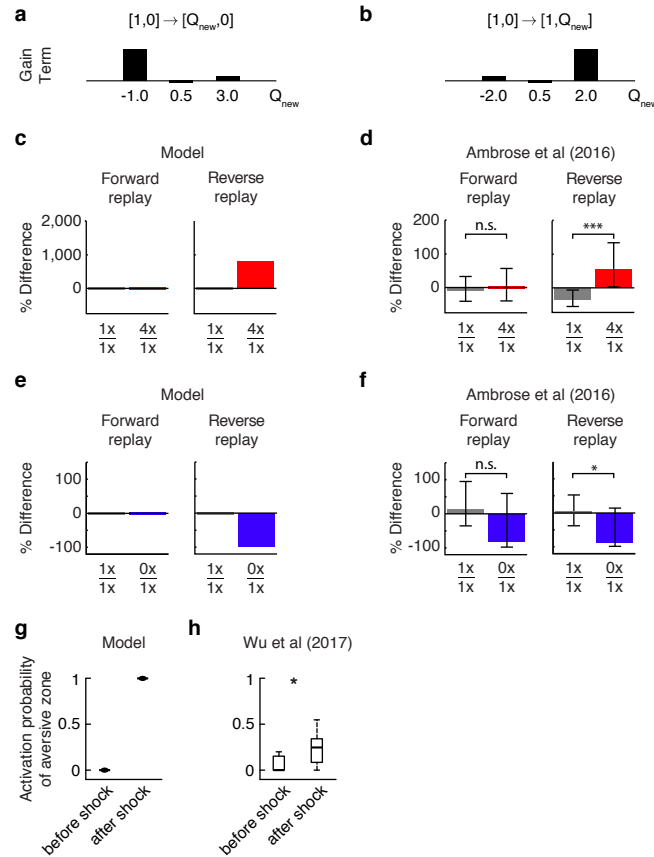 a
[1,0] → [Qnew,0]
Gain
Term
-1.0 0.5 3.0 Qnew
b
[1,0] → [1,Qnew]
-2.0 0.5 2.0 Qnew
c
Model
Forward
replay
Reverse
replay
% Difference
2,000
1,000
0
1x
1x
4x
1x
1x
1x
4x
1x
d
Ambrose et al (2016)
Forward
replay
Reverse
replay
% Difference
200
100
0
n.s.
***
1x
1x
4x
1x
1x
1x
4x
1x
e
Model
Forward
replay
Reverse
replay
% Difference
100
0
-100
1x
1x
0x
1x
1x
1x
0x
1x
f
Ambrose et al (2016)
Forward
replay
Reverse
replay
% Difference
100
0
-100
n.s.
*
1x
1x
0x
1x
1x
1x
0x
1x
g
Model
Activation probability
of aversive zone
1
0.5
0
before shock
after shock
h
Wu et al (2017)
*
1
0.5
0
before shock
after shock